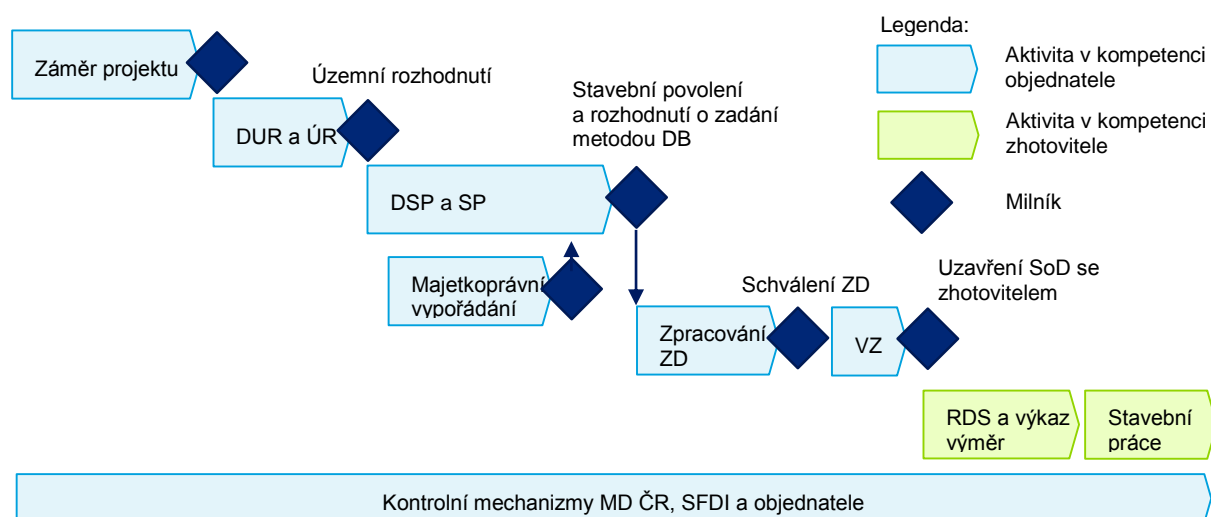 Legenda:
Záměr projektu
Aktivita v kompetenci
objednatele
Územní rozhodnutí
Stavební povolení
a rozhodnutí o zadání
metodou DB
DUR a ÚR
Aktivita v kompetenci
zhotovitele
DSP a SP
Milník
Majetkoprávní
vypořádání
Schválení ZD
Uzavření SoD se
zhotovitelem
Zpracování
ZD
VZ
RDS a výkaz
výměr
Stavební
práce
Kontrolní mechanizmy MD ČR, SFDI a objednatele